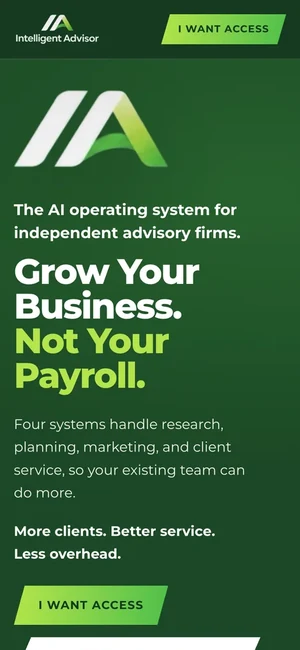 Intelligent Advisor
I WANT ACCESS
The AI operating system for
independent advisory firms.
Grow Your
Business.
Not Your
Payroll.
Four systems handle research,
planning, marketing, and client
service, so your existing team can
do more.
More clients. Better service.
Less overhead.
I WANT ACCESS